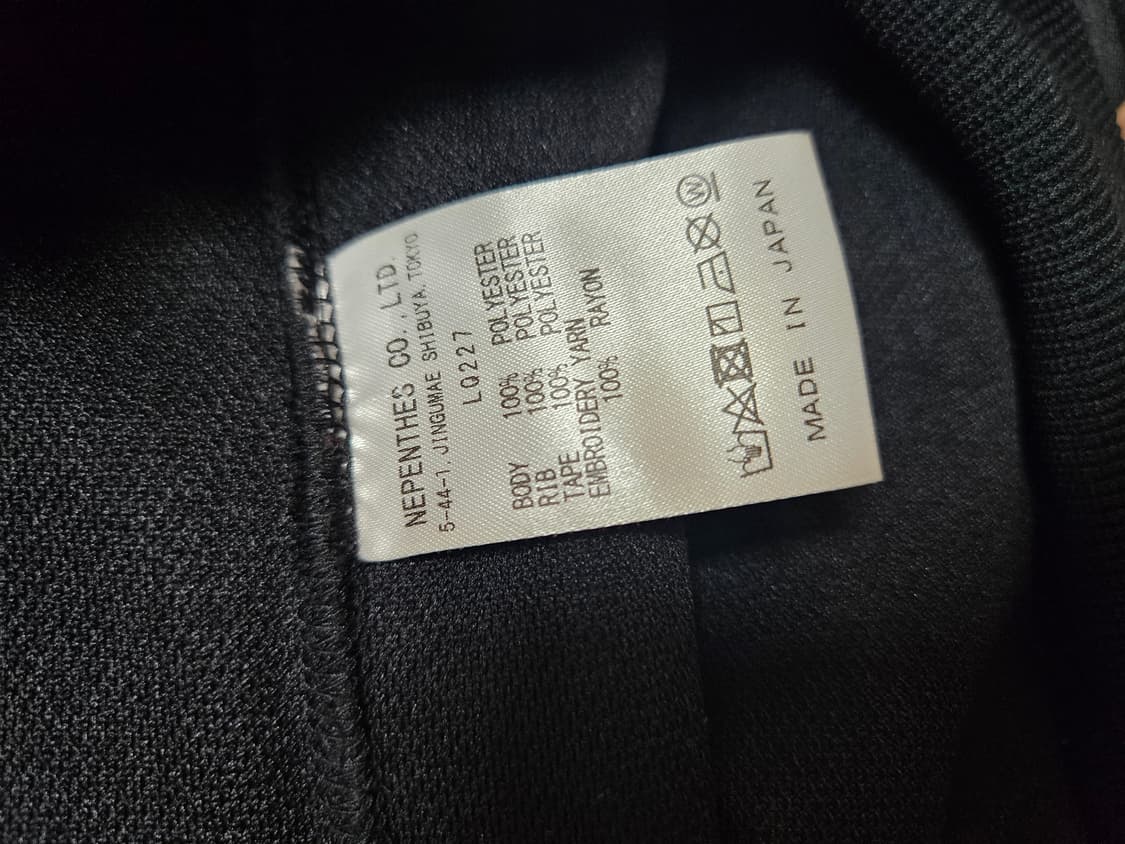 NEPENTHES CO.,LTD.
5-44-1, JINGUMAE SHIBUYA, TOKYO
LQ227
BODY 100% POLYESTER
RIB 100% POLYESTER
TAPE 100% POLYESTER
EMBROIDERY YARN
100% RAYON
W
MADE IN JAPAN